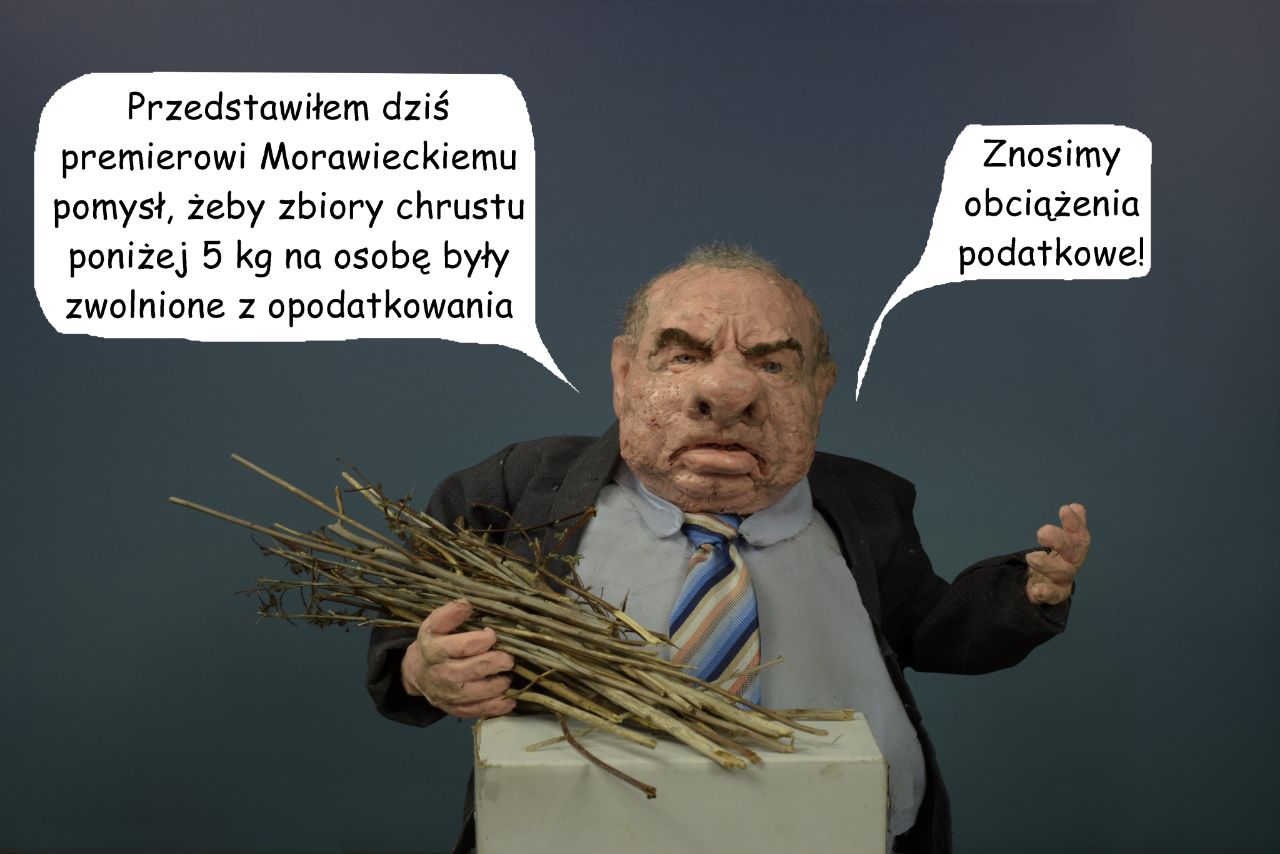 Przedstawiłem dziś
premierowi Morawieckiemu
pomysł, żeby zbiory chrustu
poniżej 5 kg na osobę były
zwolnione z opodatkowania
Znosimy
obciążenia
podatkowe!